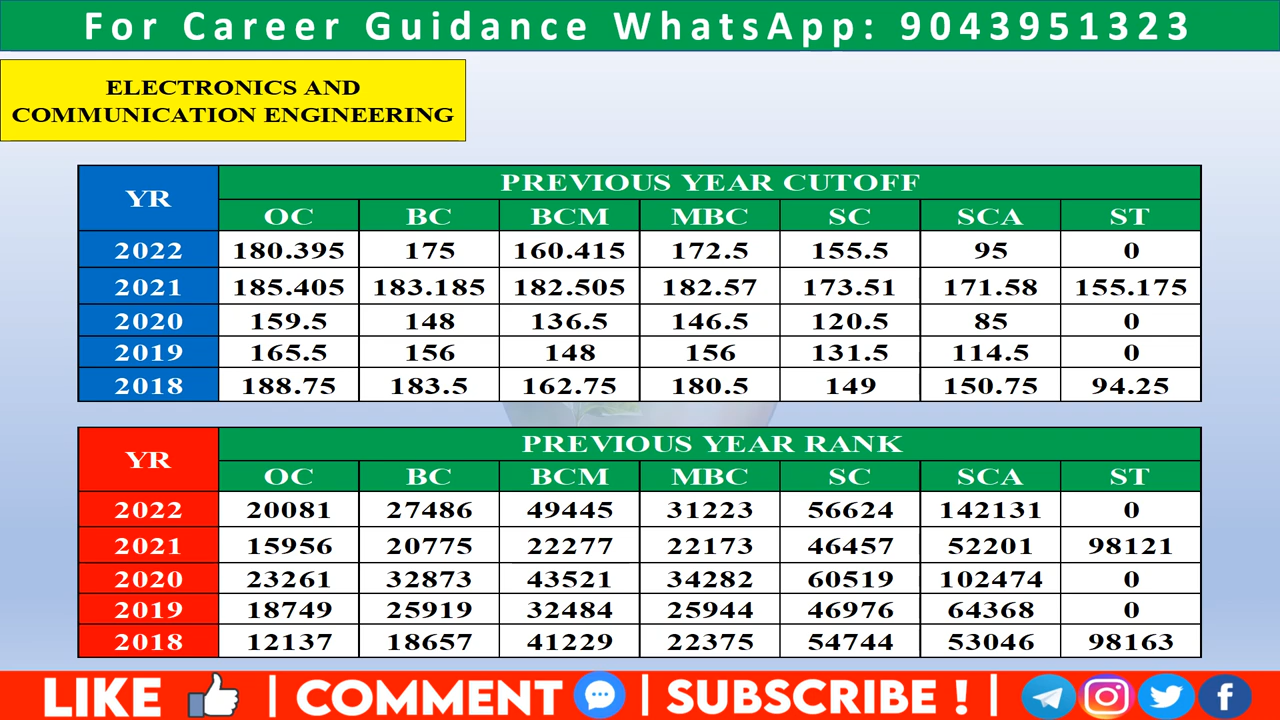 For Career Guidance WhatsApp: 9043951323
ELECTRONICS AND
COMMUNICATION ENGINEERING
YR PREVIOUS YEAR CUTOFF
OC BC BCM MBC SC SCA ST
2022 180.395 175 160.415 172.5 155.5 95 0
2021 185.405 183.185 182.505 182.57 173.51 171.58 155.175
2020 159.5 148 136.5 146.5 120.5 85 0
2019 165.5 156 148 156 131.5 114.5 0
2018 188.75 183.5 162.75 180.5 149 150.75 94.25
YR PREVIOUS YEAR RANK
OC BC BCM MBC SC SCA ST
2022 20081 27486 49445 31223 56624 142131 0
2021 15956 20775 22277 22173 46457 52201 98121
2020 23261 32873 43521 34282 60519 102474 0
2019 18749 25919 32484 25944 46976 64368 0
2018 12137 18657 41229 22375 54744 53046 98163
LIKE | COMMENT | SUBSCRIBE ! |